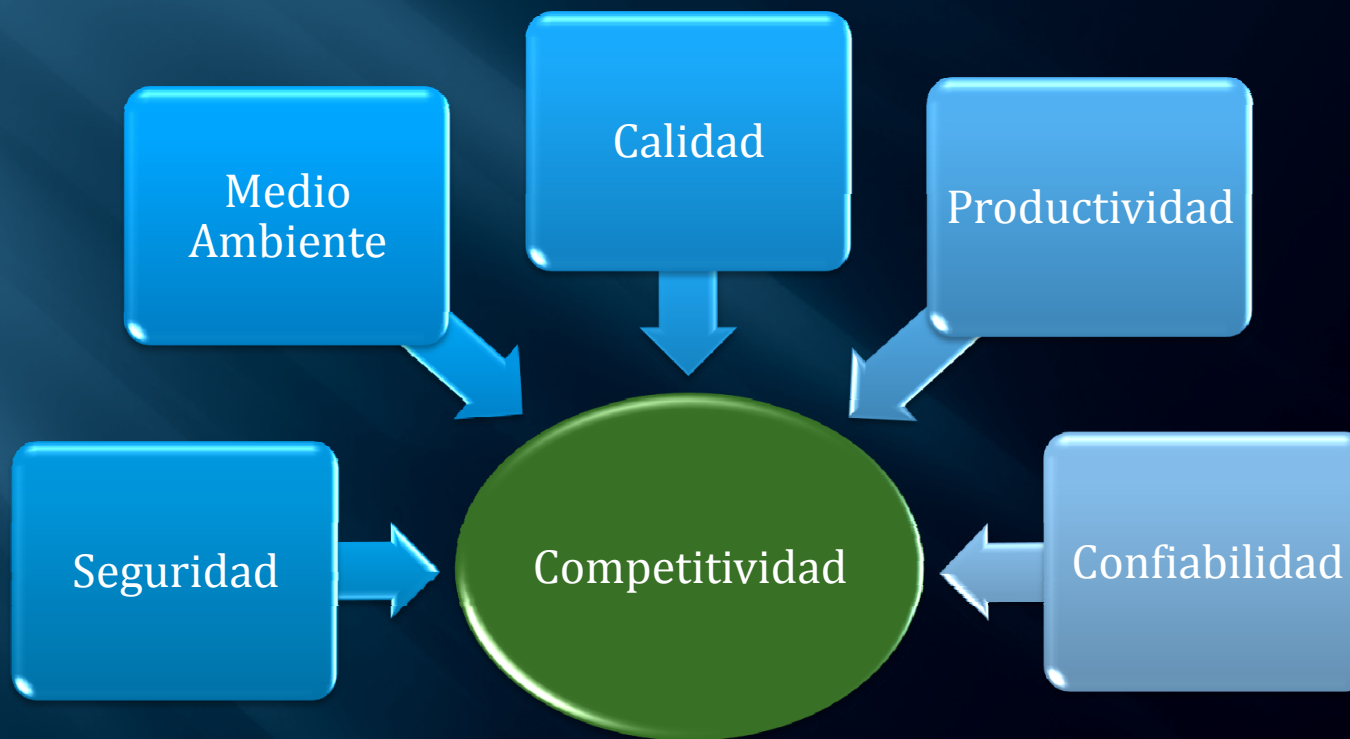 Calidad
Medio
Ambiente
Productividad
Seguridad
Competitividad
Confiabilidad